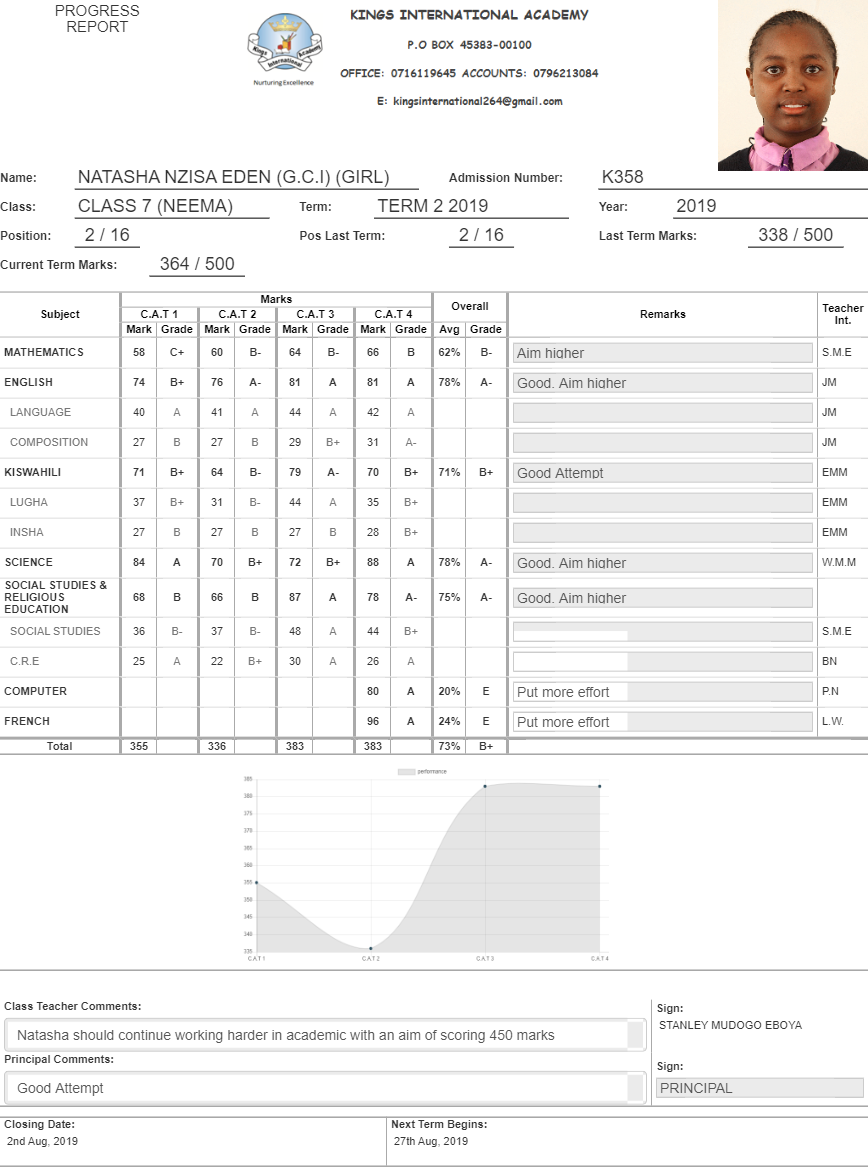 PROGRESS
REPORT
KINGS INTERNATIONAL ACADEMY
P.O BOX 45383-00100
OFFICE: 0716119645 ACCOUNTS: 0796213084
E: kingsinternational264@gmail.com
Kings Academy
International
Nurturing Excellence
Name: NATASHA NZISA EDEN (G.C.I) (GIRL) Admission Number: K358
Class: CLASS 7 (NEEMA) Term: TERM 2 2019 Year: 2019
Position: 2 / 16 Pos Last Term: 2 / 16 Last Term Marks: 338 / 500
Current Term Marks: 364 / 500
Subject Marks Overall Remarks Teacher Int.
C.A.T 1 C.A.T 2 C.A.T 3 C.A.T 4
Mark Grade Mark Grade Mark Grade Mark Grade Avg Grade
MATHEMATICS 58 C+ 60 B- 64 B- 66 B 62% B- Aim higher S.M.E
ENGLISH 74 B+ 76 A- 81 A 81 A 78% A- Good. Aim higher JM
LANGUAGE 40 A 41 A 44 A 42 A JM
COMPOSITION 27 B 27 B 29 B+ 31 A- JM
KISWAHILI 71 B+ 64 B- 79 A- 70 B+ 71% B+ Good Attempt EMM
LUGHA 37 B+ 31 B- 44 A 35 B+ EMM
INSHA 27 B 27 B 27 B 28 B+ EMM
SCIENCE 84 A 70 B+ 72 B+ 88 A 78% A- Good. Aim higher W.M.M
SOCIAL STUDIES &
RELIGIOUS
EDUCATION 68 B 66 B 87 A 78 A- 75% A- Good. Aim higher
SOCIAL STUDIES 36 B- 37 B- 48 A 44 B+ S.M.E
C.R.E 25 A 22 B+ 30 A 26 A BN
COMPUTER 80 A 20% E Put more effort P.N
FRENCH 96 A 24% E Put more effort L.W.
Total 355 336 383 383 73% B+
performance
385
380
375
370
365
360
355
350
345
340
335
C.A.T 1 C.A.T 2 C.A.T 3 C.A.T 4
Class Teacher Comments:
Natasha should continue working harder in academic with an aim of scoring 450 marks
Sign:
STANLEY MUDOGO EBOYA
Principal Comments:
Good Attempt
Sign:
PRINCIPAL
Closing Date: Next Term Begins:
2nd Aug, 2019 27th Aug, 2019